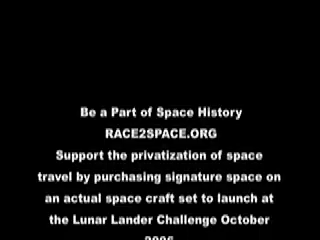 Be a Part of Space History
RACE2SPACE.ORG
Support the privatization of space
travel by purchasing signature space on
an actual space craft set to launch at
the Lunar Lander Challenge October